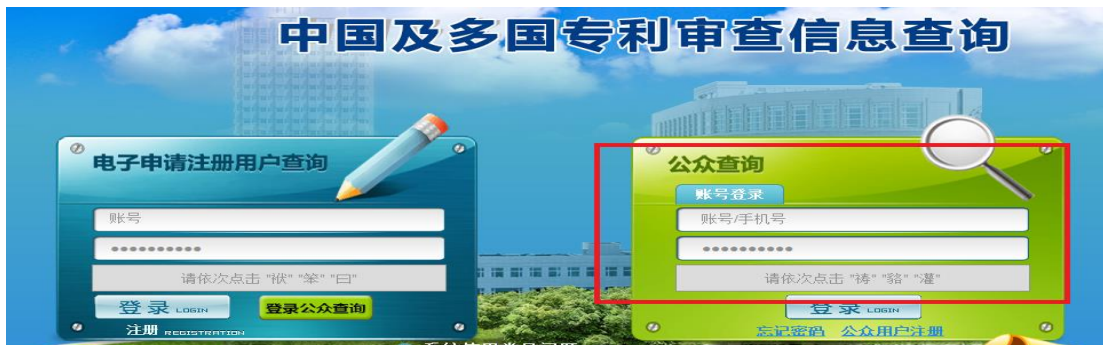 中国及多国专利审查信息查询
电子申请注册用户查询
账号
请依次点击 "袱" "笨" "曰"
登 录 LOGIN
登录公众查询
注册 REGISTRATION
公众查询
账号登录
账号/手机号
请依次点击 "祷" "貉" "灌"
登 录 LOGIN
忘记密码 公众用户注册